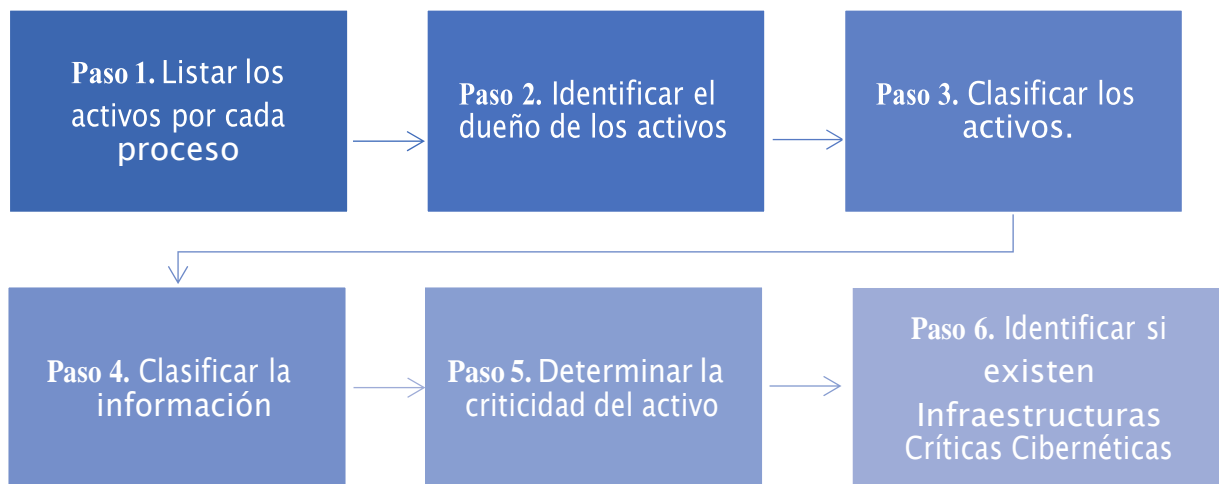 Paso 1. Listar los
activos por cada
proceso
Paso 2. Identificar el
dueño de los activos
Paso 3. Clasificar los
activos.
Paso 4. Clasificar la
información
Paso 5. Determinar la
criticidad del activo
Paso 6. Identificar si
existen
Infraestructuras
Críticas Cibernéticas